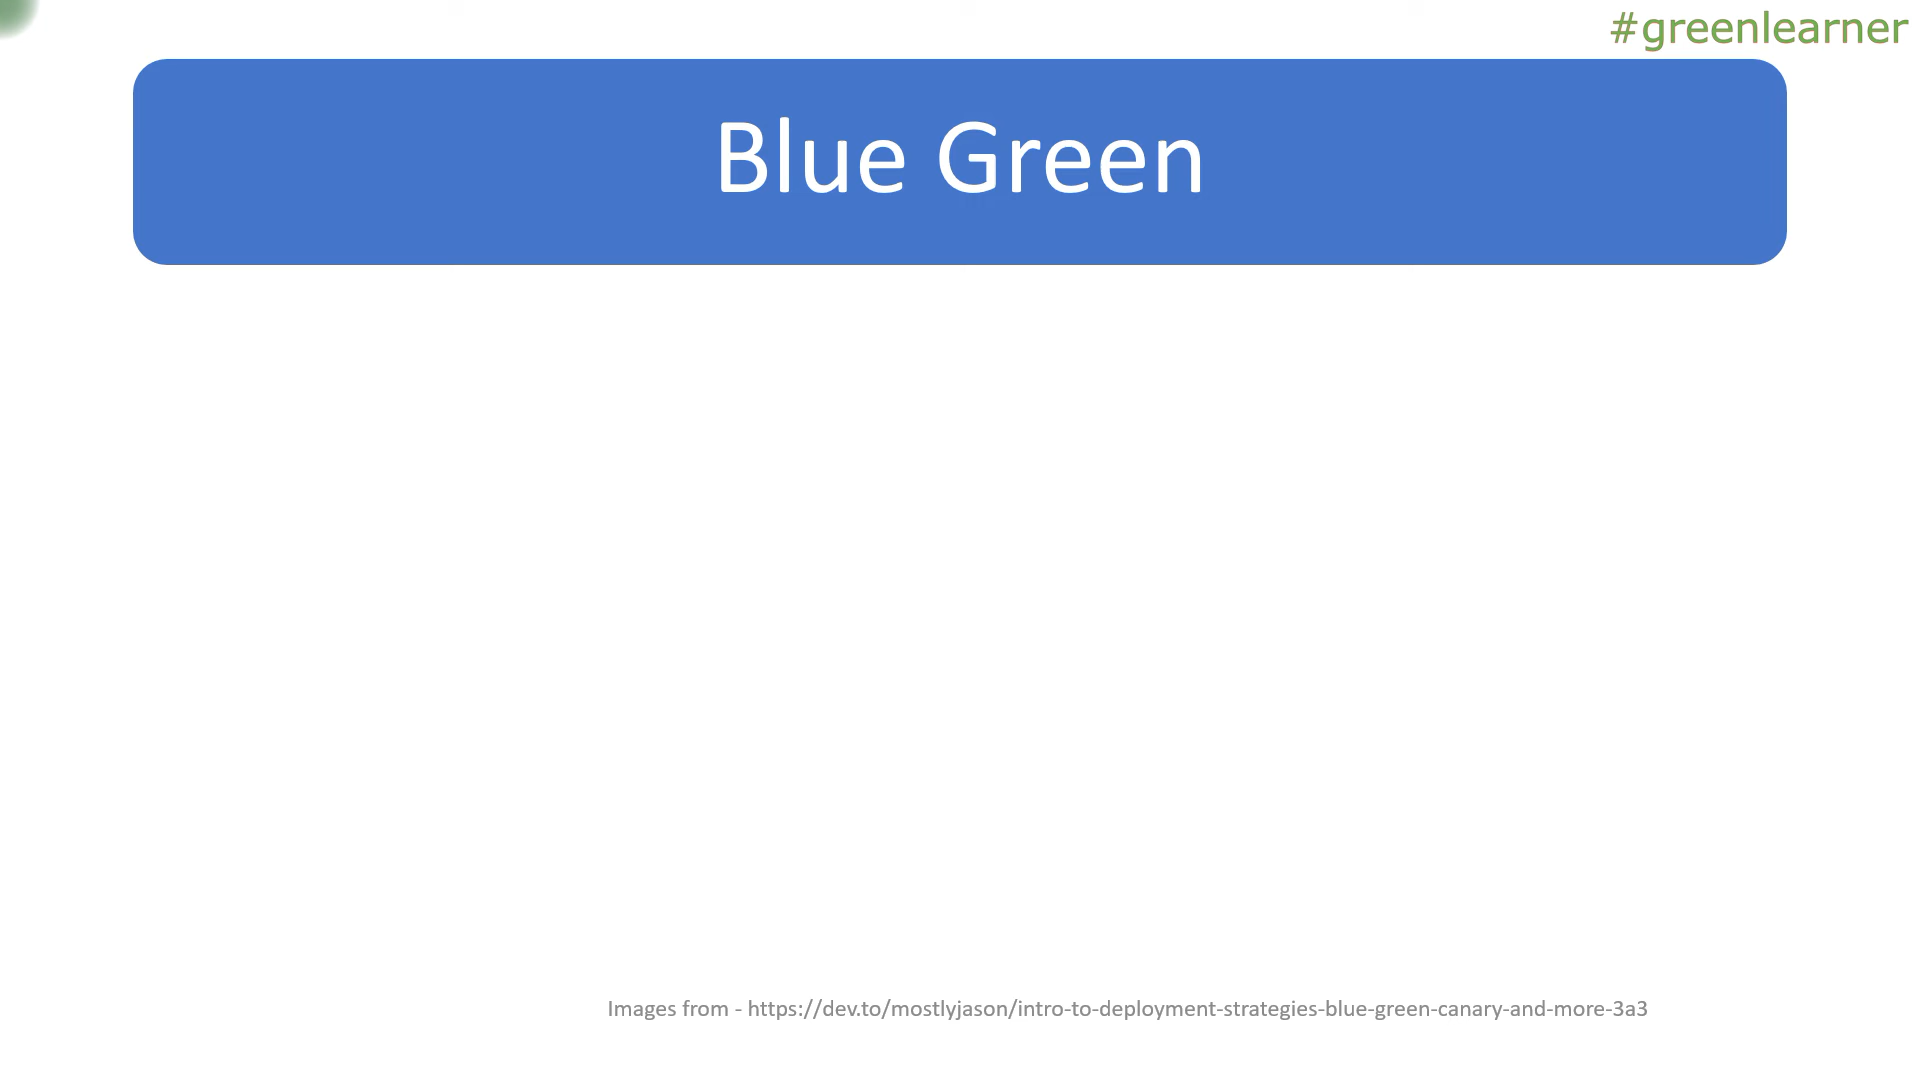 #greenlearner
Blue Green
Images from - https://dev.to/mostlyjason/intro-to-deployment-strategies-blue-green-canary-and-more-3a3